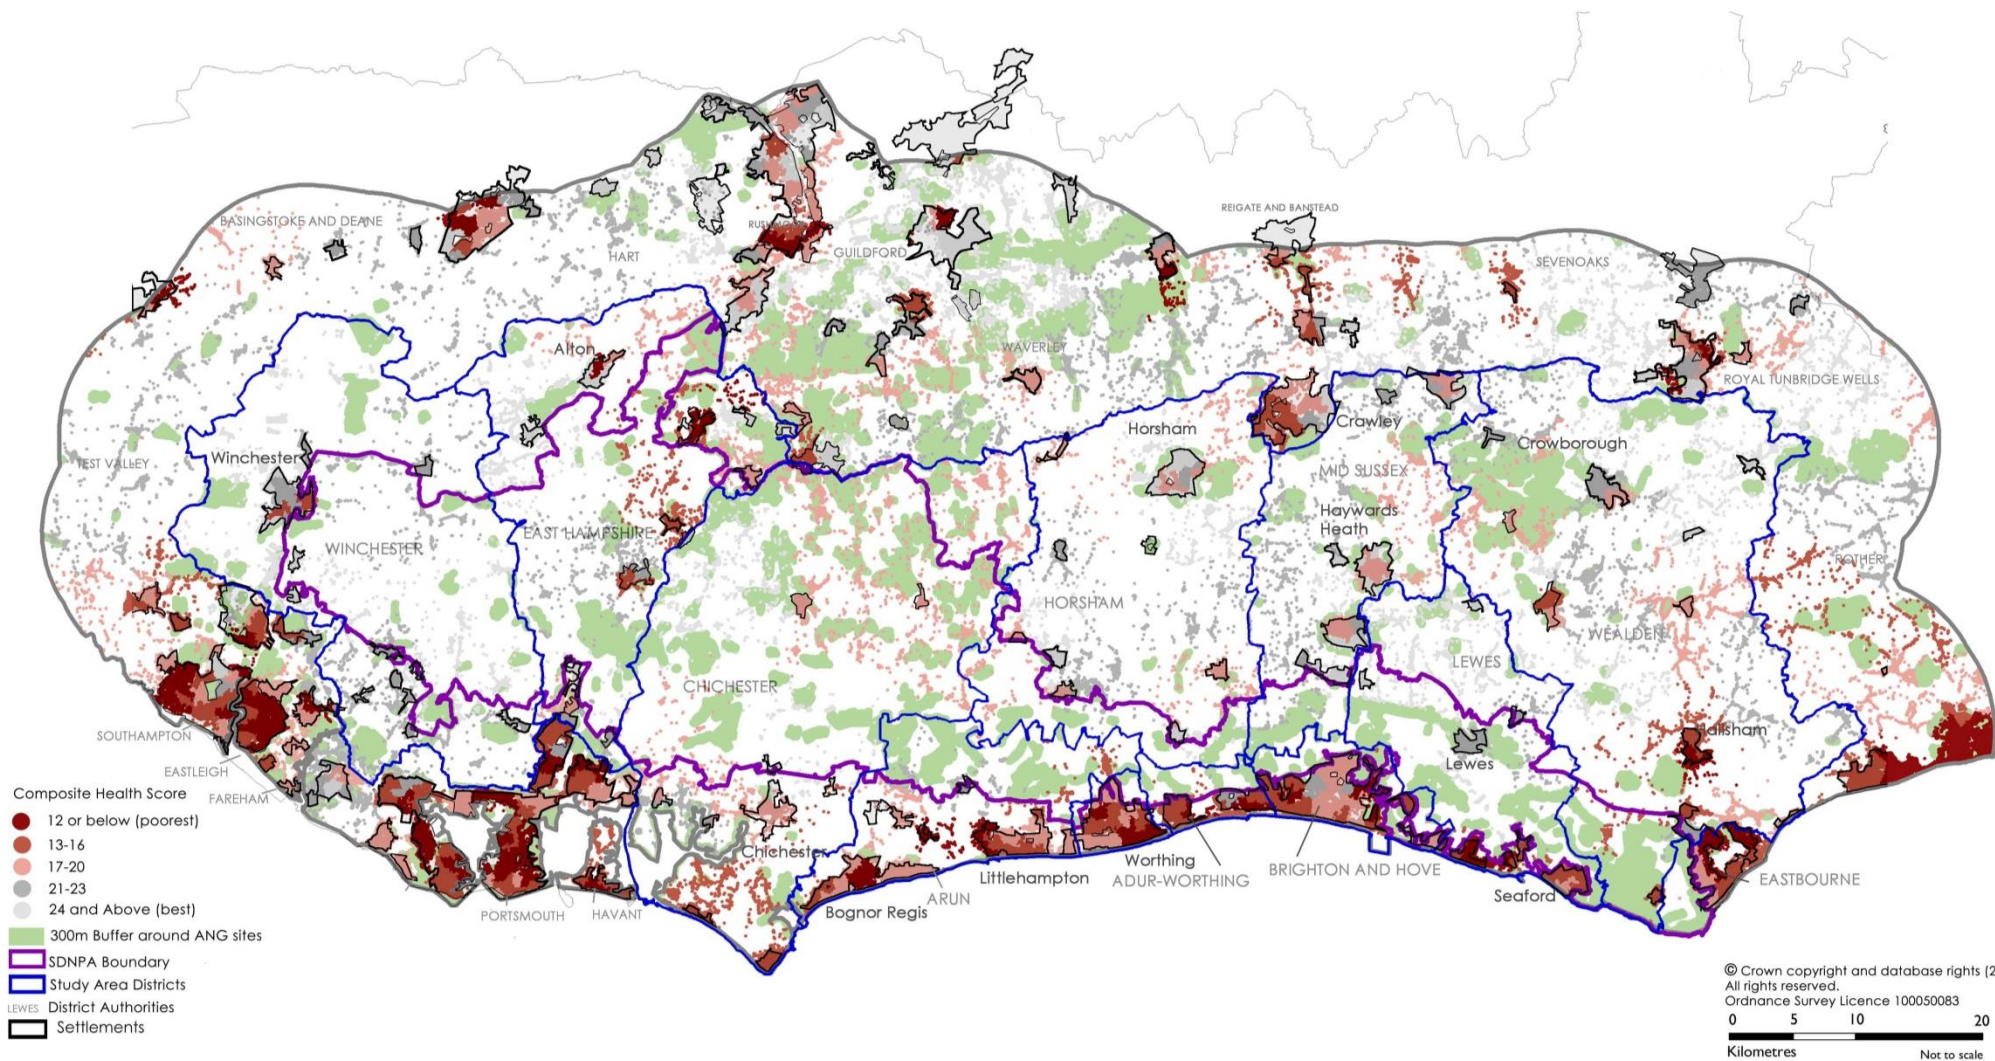 BASINGSTOKE AND DEANE
HART
GUILDFORD
REIGATE AND BANSTEAD
SEVENOAKS
Alton
WAVERLEY
ROYAL TUNBRIDGE WELLS
TEST VALLEY
Winchester
Horsham
Crawley
Crowborough
MID SUSSEX
Haywards
Heath
WINCHESTER
EAST HAMPSHIRE
ROTHER
HORSHAM
WEALDEN
LEWES
CHICHESTER
SOUTHAMPTON
EASTLEIGH
FAREHAM
Hailsham
Lewes
Chichester
Littlehampton
Worthing
ADUR-WORTHING
BRIGHTON AND HOVE
Seaford
EASTBOURNE
ARUN
Bognor Regis
PORTSMOUTH
HAVANT
Composite Health Score
12 or below (poorest)
13-16
17-20
21-23
24 and Above (best)
300m Buffer around ANG sites
SDNPA Boundary
Study Area Districts
LEWES District Authorities
Settlements
© Crown copyright and database rights (2
All rights reserved.
Ordnance Survey Licence 100050083
0 5 10 20
Kilometres
Not to scale